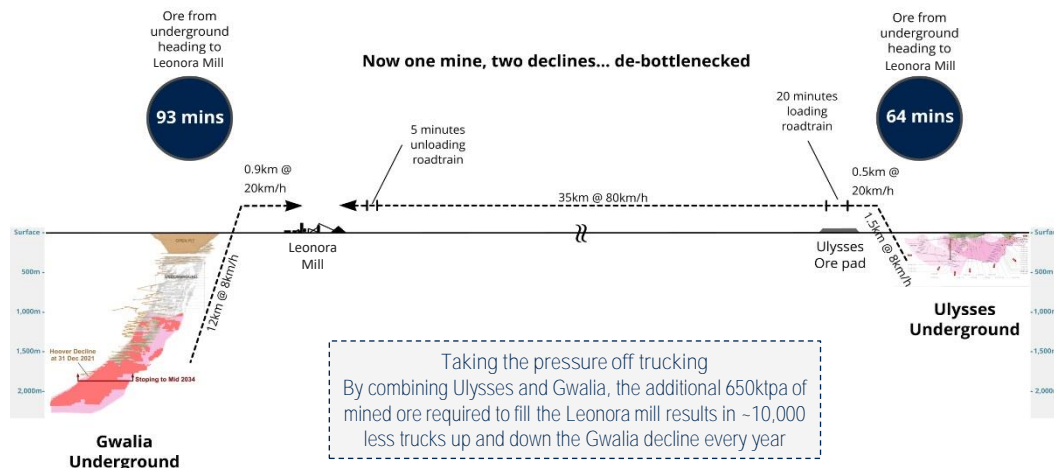 Ore from
underground
heading to
Leonora Mill
93 mins
Now one mine, two declines... de-bottlenecked
Ore from
underground
heading to
Leonora Mill
64 mins
5 minutes
unloading
roadtrain
20 minutes
loading
roadtrain
0.9km @
20km/h
35km @ 80km/h
0.5km @
20km/h
1.5km @ 8km/h
12km @ 8km/h
Surface
500m
1,000m
1,500m
2,000m
OPEN PIT
Hoover Decline
at 31 Dec 2021
Stoping to Mid 2034
Leonora
Mill
Ulysses
Ore pad
Surface
500m
1,000m
1,500m
2,000m
Ulysses
Underground
Gwalia
Underground
Taking the pressure off trucking
By combining Ulysses and Gwalia, the additional 650ktpa of
mined ore required to fill the Leonora mill results in ~10,000
less trucks up and down the Gwalia decline every year